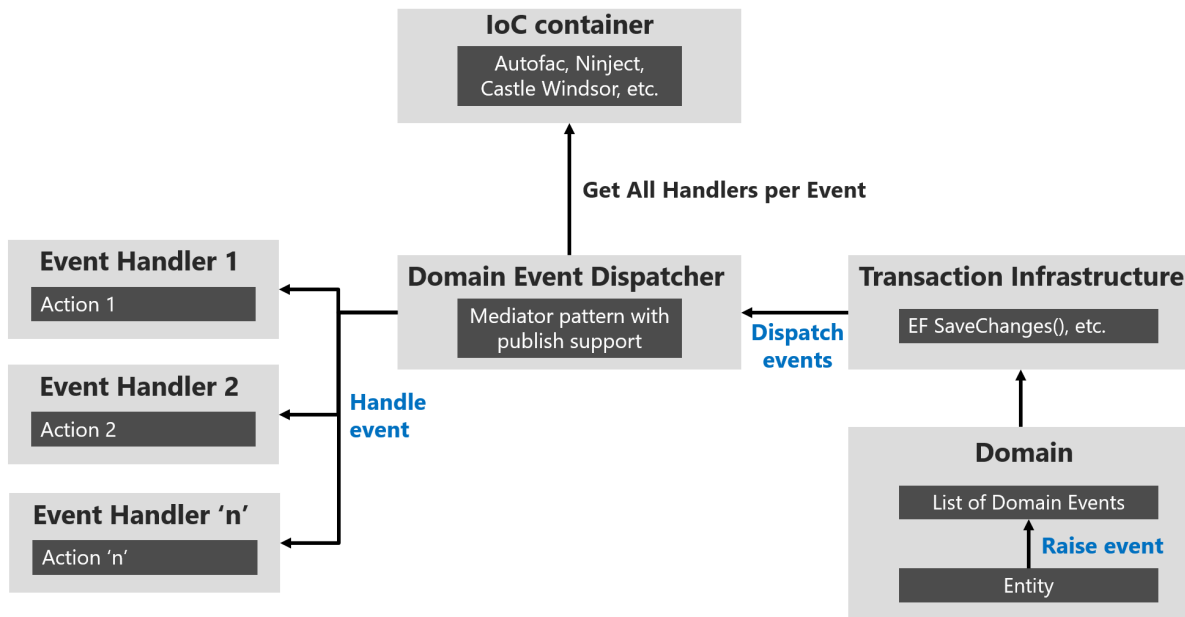 IoC container
Autofac, Ninject,
Castle Windsor, etc.
Get All Handlers per Event
Event Handler 1
Action 1
Event Handler 2
Action 2
Event Handler ‘n’
Action ‘n’
Handle
event
Domain Event Dispatcher
Mediator pattern with
publish support
Dispatch
events
Transaction Infrastructure
EF SaveChanges(), etc.
Domain
List of Domain Events
Raise event
Entity